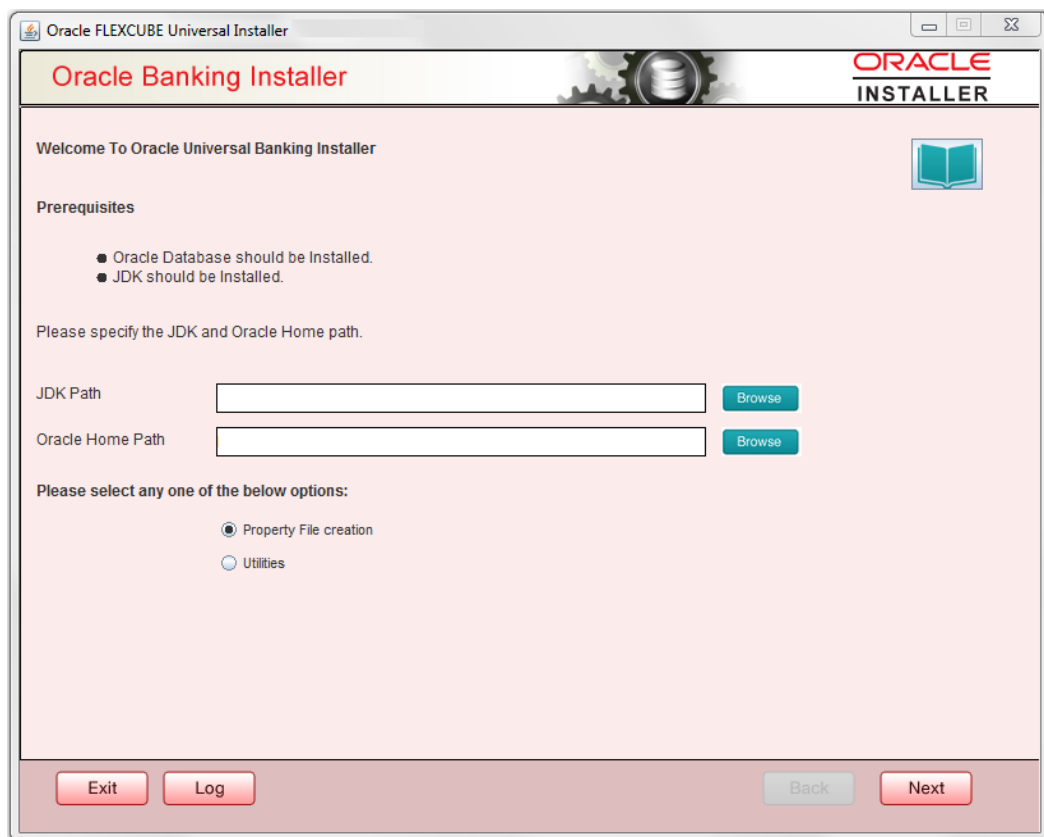 Oracle FLEXCUBE Universal Installer
Oracle Banking Installer
ORACLE
INSTALLER
Welcome To Oracle Universal Banking Installer
Prerequisites
Oracle Database should be Installed.
JDK should be Installed.
Please specify the JDK and Oracle Home path.
JDK Path
Browse
Oracle Home Path
Browse
Please select any one of the below options:
Property File creation
Utilities
Exit
Log
Back
Next